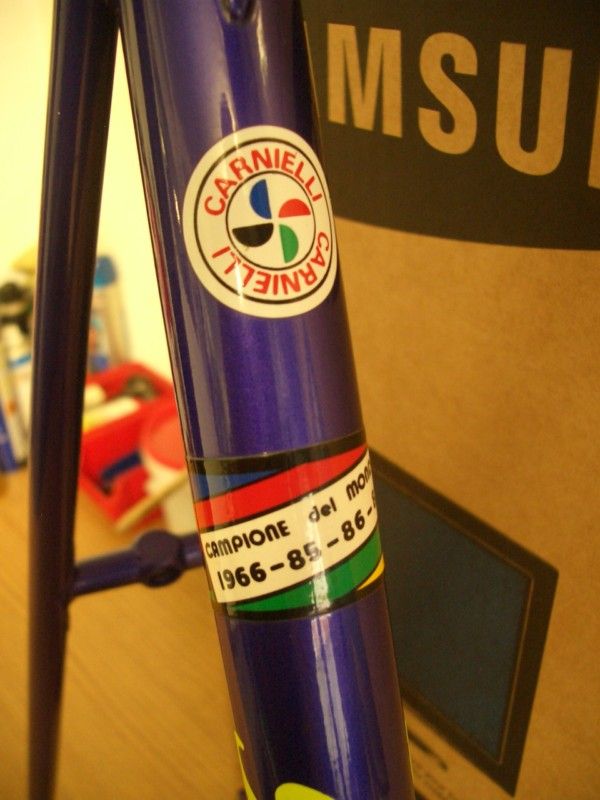 MSU
CARNIELLI
CARNIELLI
CAMPIONE del MON
1966-85-86-